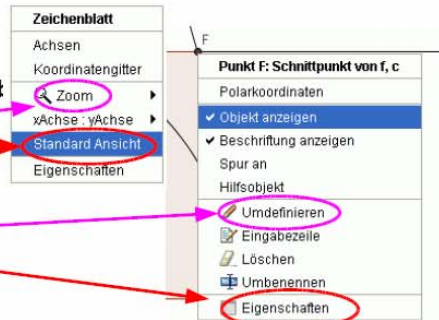 Zeichenblatt
Achsen
Koordinatengitter
Zoom
xAchse : yAchse
Standard Ansicht
Eigenschaften
F
Punkt F: Schnittpunkt von f, c
Polarkoordinaten
Objekt anzeigen
Beschriftung anzeigen
Spur an
Hilfsobjekt
Umdefinieren
Eingabezeile
Löschen
Umbenennen
Eigenschaften